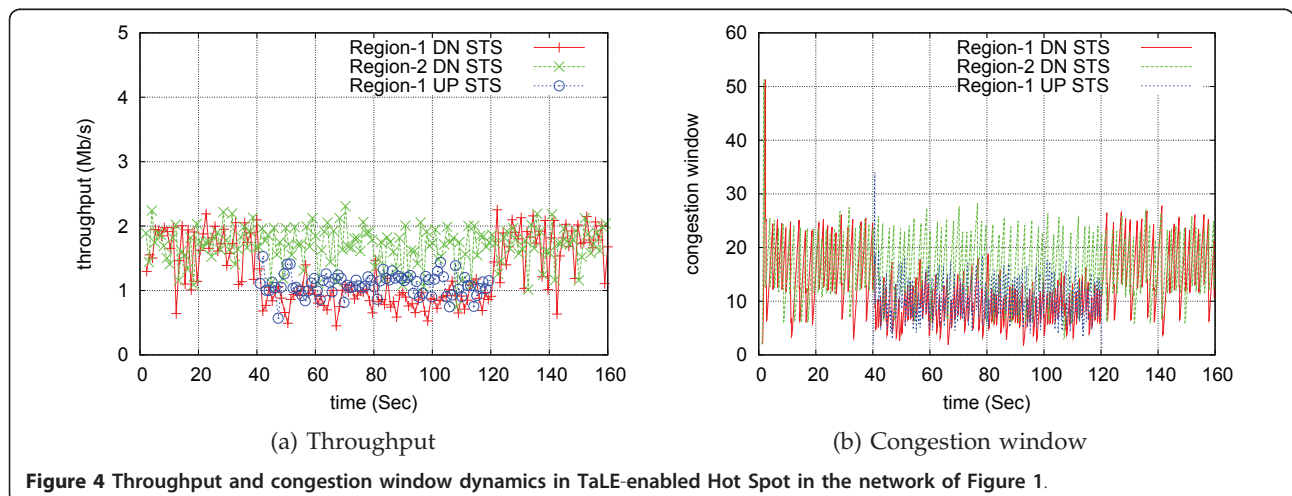 5
4
3
2
1
0
throughput (Mb/s)
Region-1 DN STS
Region-2 DN STS
Region-1 UP STS
0 20 40 60 80 100 120 140 160
time (Sec)
(a) Throughput
60
50
40
30
20
10
0
congestion window
Region-1 DN STS
Region-2 DN STS
Region-1 UP STS
0 20 40 60 80 100 120 140 160
time (Sec)
(b) Congestion window
Figure 4 Throughput and congestion window dynamics in TaLE-enabled Hot Spot in the network of Figure 1.